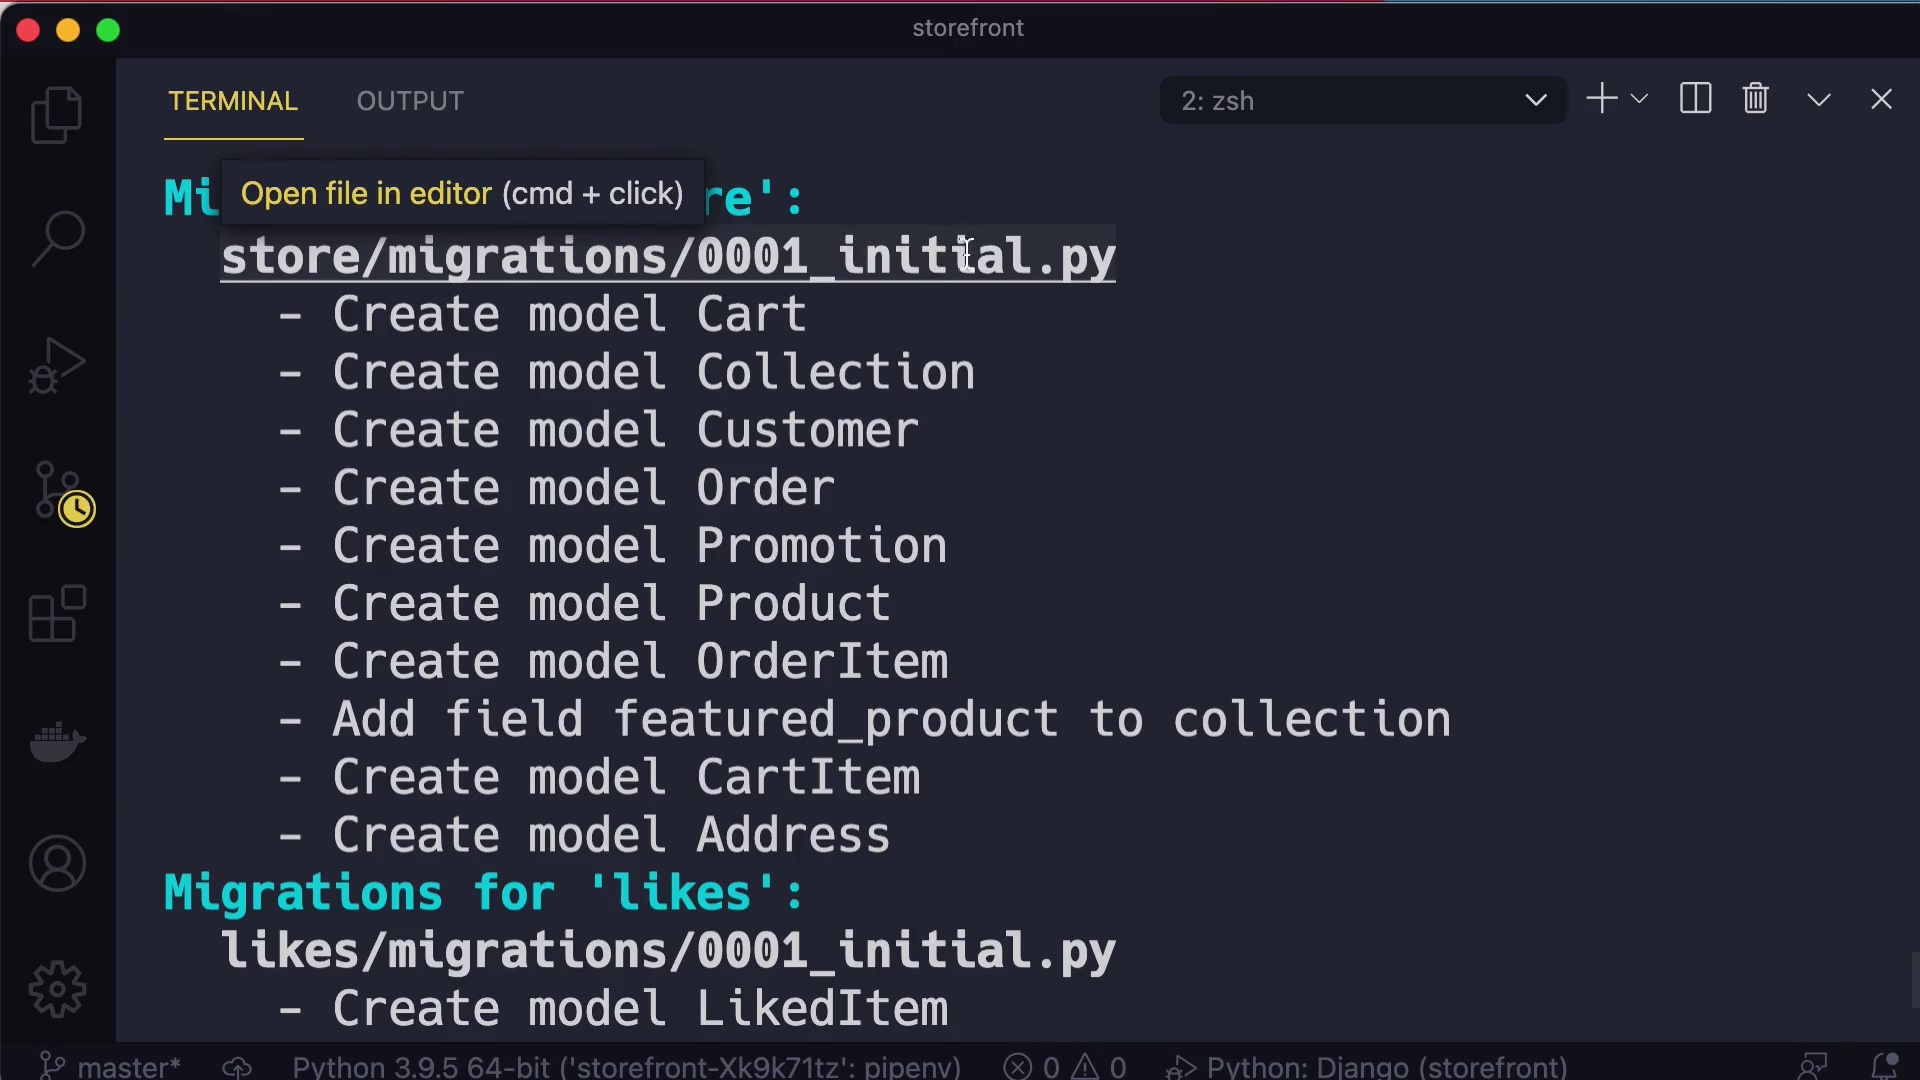 storefront
TERMINAL
OUTPUT
2: zsh
Mi
Open file in editor (cmd + click)
re':
store/migrations/0001_initial.py
- Create model Cart
- Create model Collection
- Create model Customer
- Create model Order
- Create model Promotion
- Create model Product
- Create model OrderItem
- Add field featured_product to collection
- Create model CartItem
- Create model Address
Migrations for 'likes':
likes/migrations/0001_initial.py
- Create model LikedItem
master*
Python 3.9.5 64-bit ('storefront-Xk9k71tz': pipenv)
0
0
Python: Django (storefront)